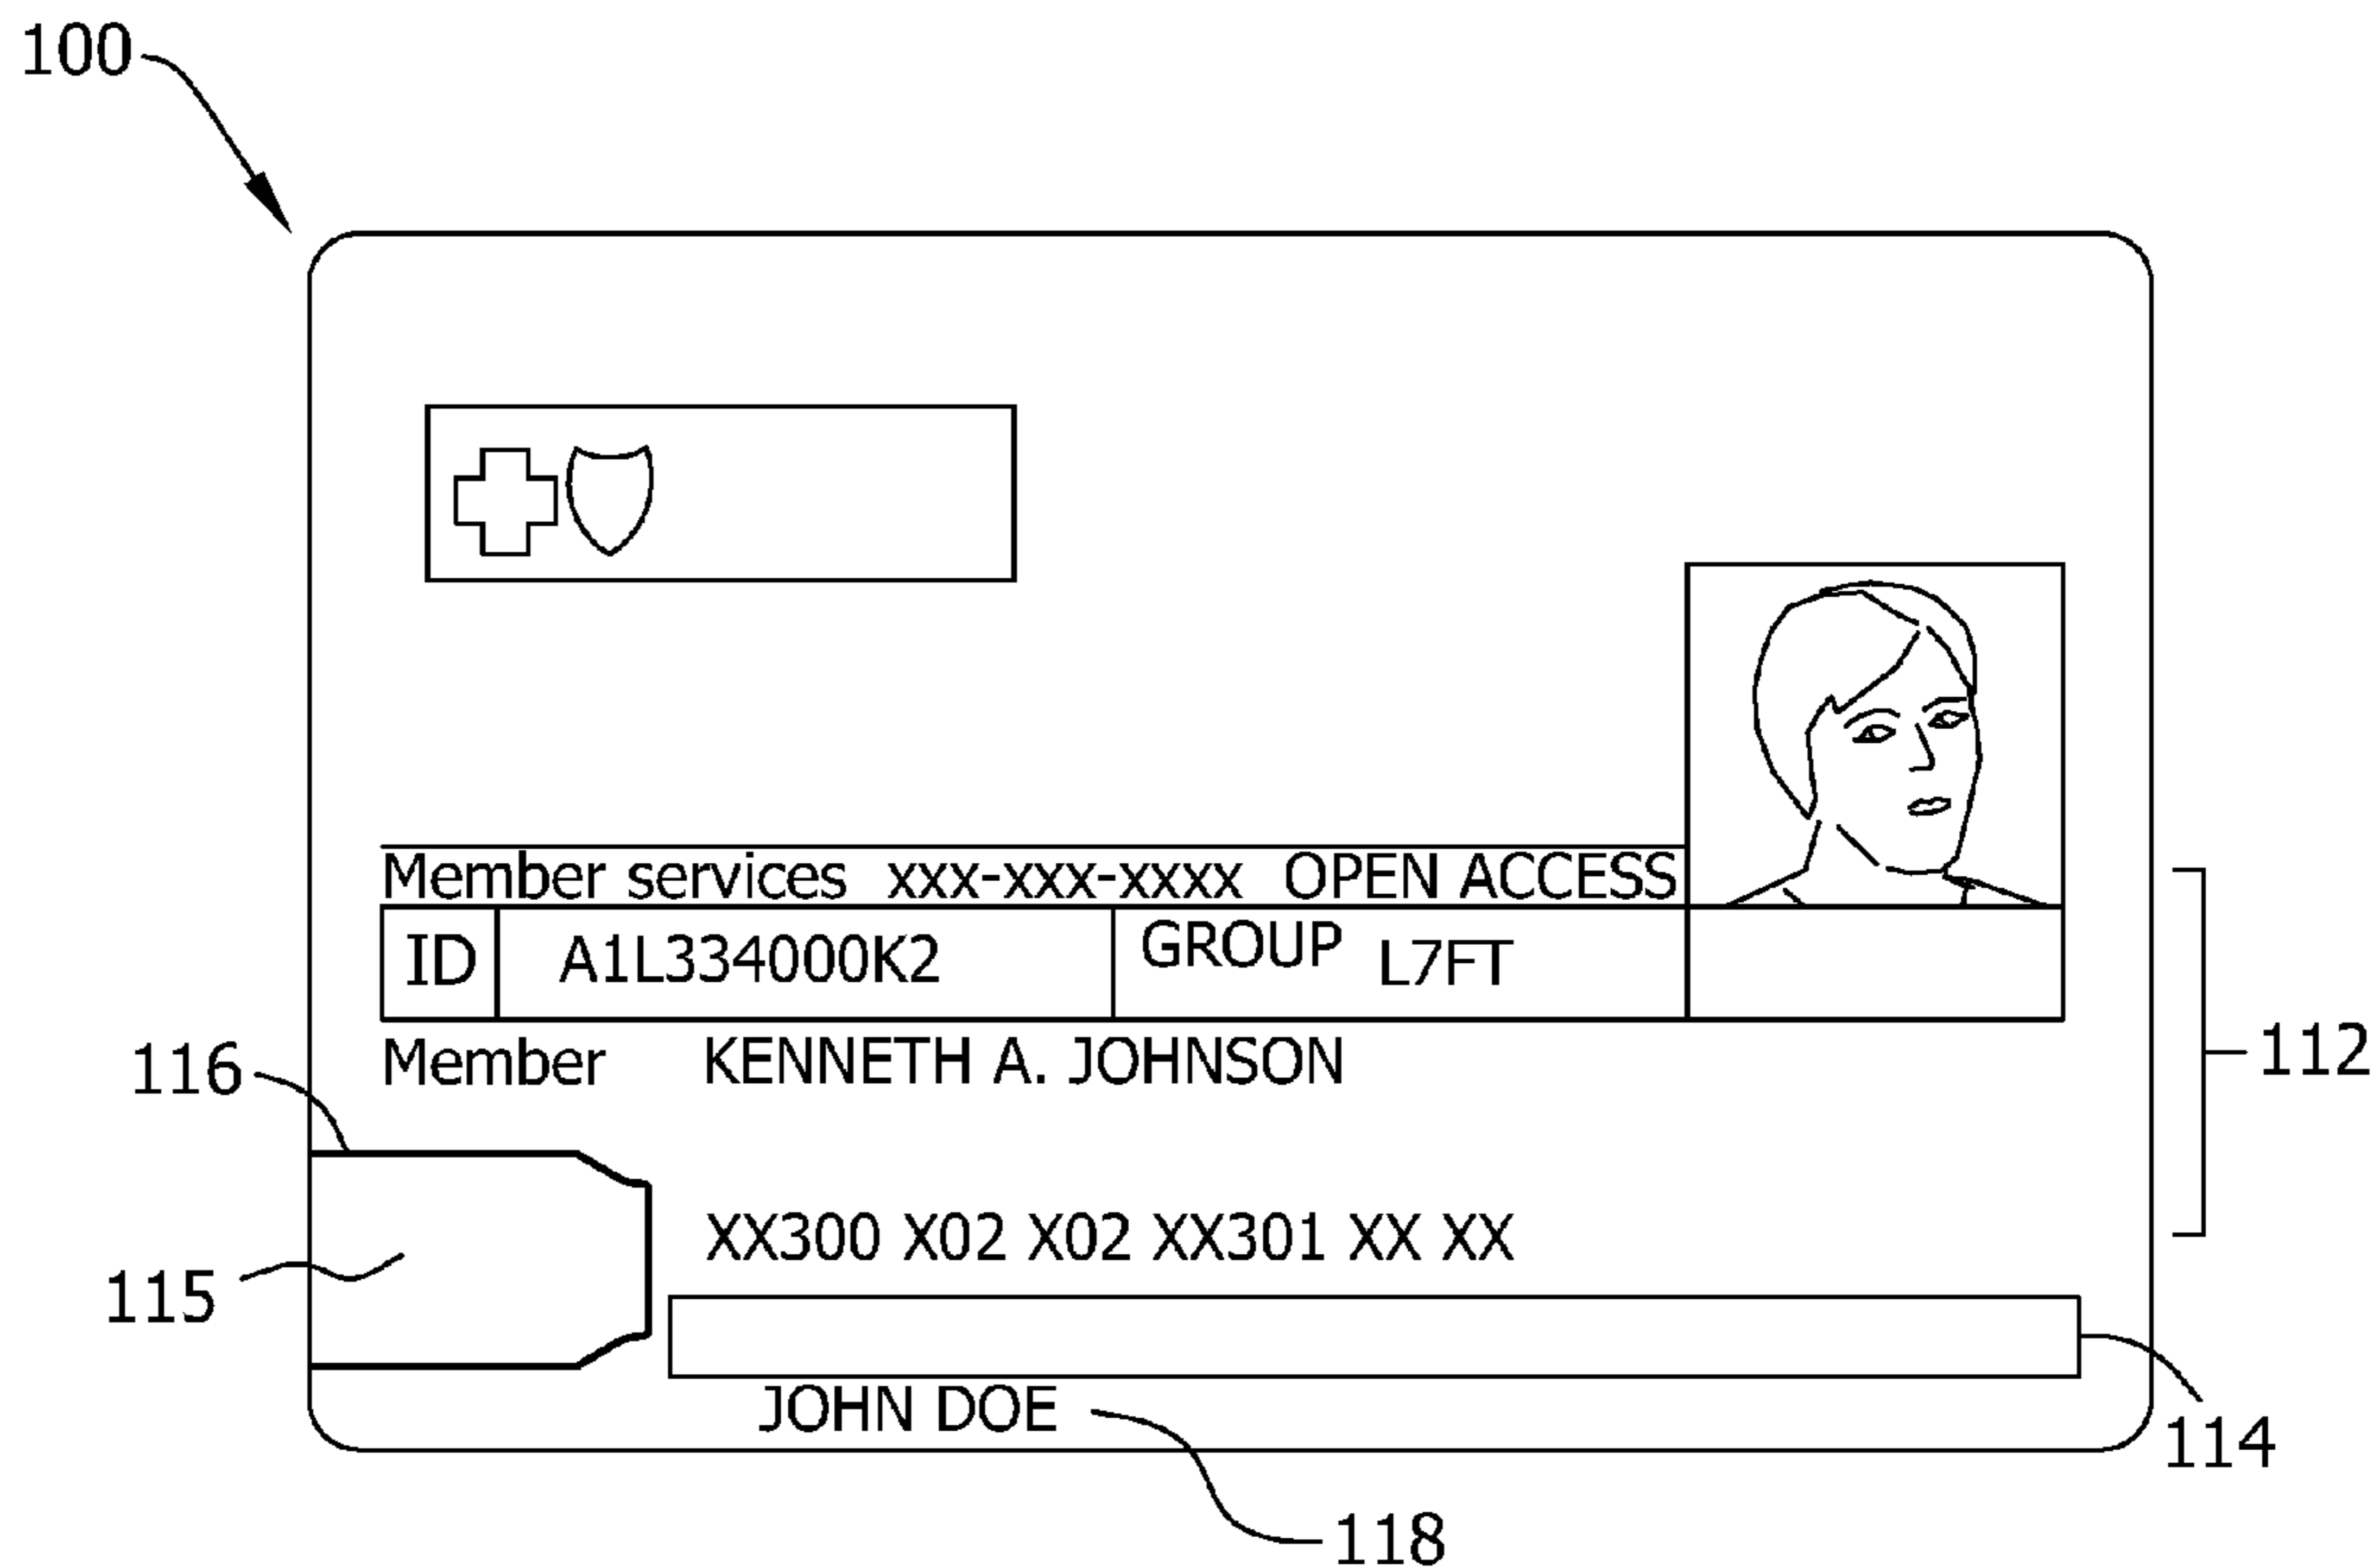 100
Member services xxx-xxx-xxxx OPEN ACCESS
ID A1L334000K2 GROUP L7FT
112
116
Member KENNETH A. JOHNSON
XX300 X02 X02 XX301 XX XX
115
JOHN DOE
114
118